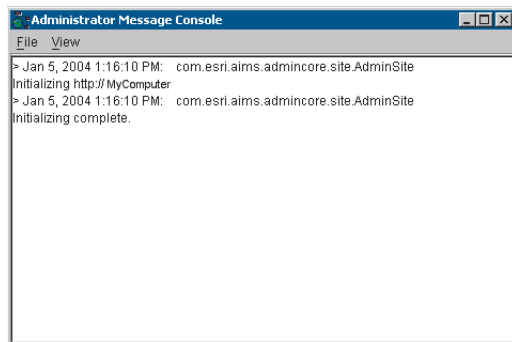 Administrator Message Console
File View
> Jan 5, 2004 1:16:10 PM: com.esri.aims.admincore.site.AdminSite
Initializing http:// MyComputer
> Jan 5, 2004 1:16:10 PM: com.esri.aims.admincore.site.AdminSite
Initializing complete.